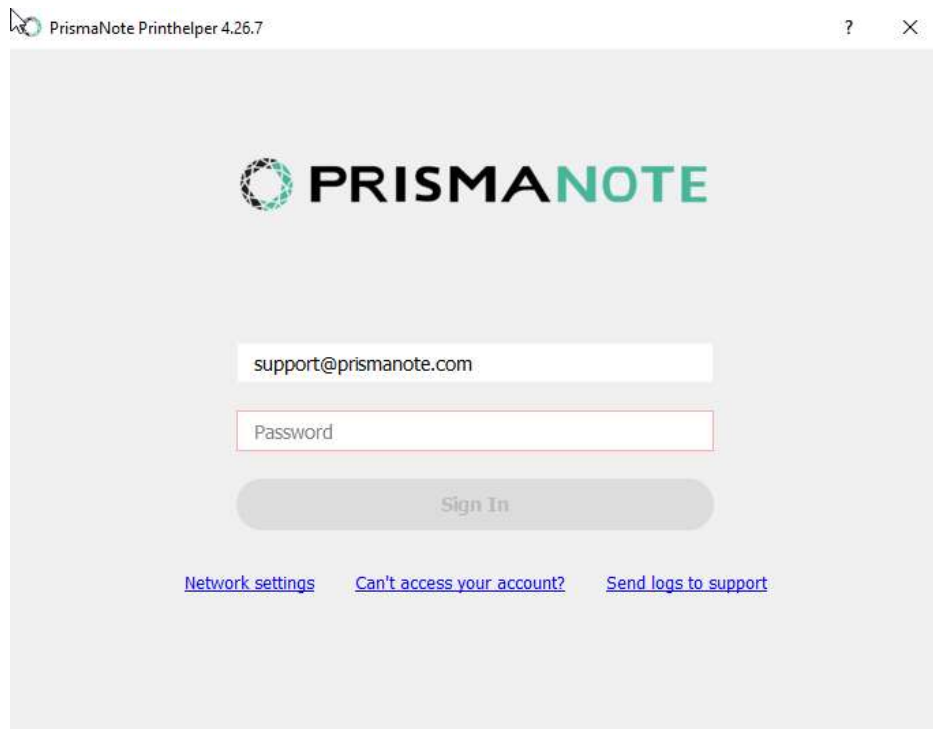 PrismaNote Printhelper 4.26.7 ?
PRISMANOTE
support@prismanote.com
Password
Sign In
Network settings Can't access your account? Send logs to support